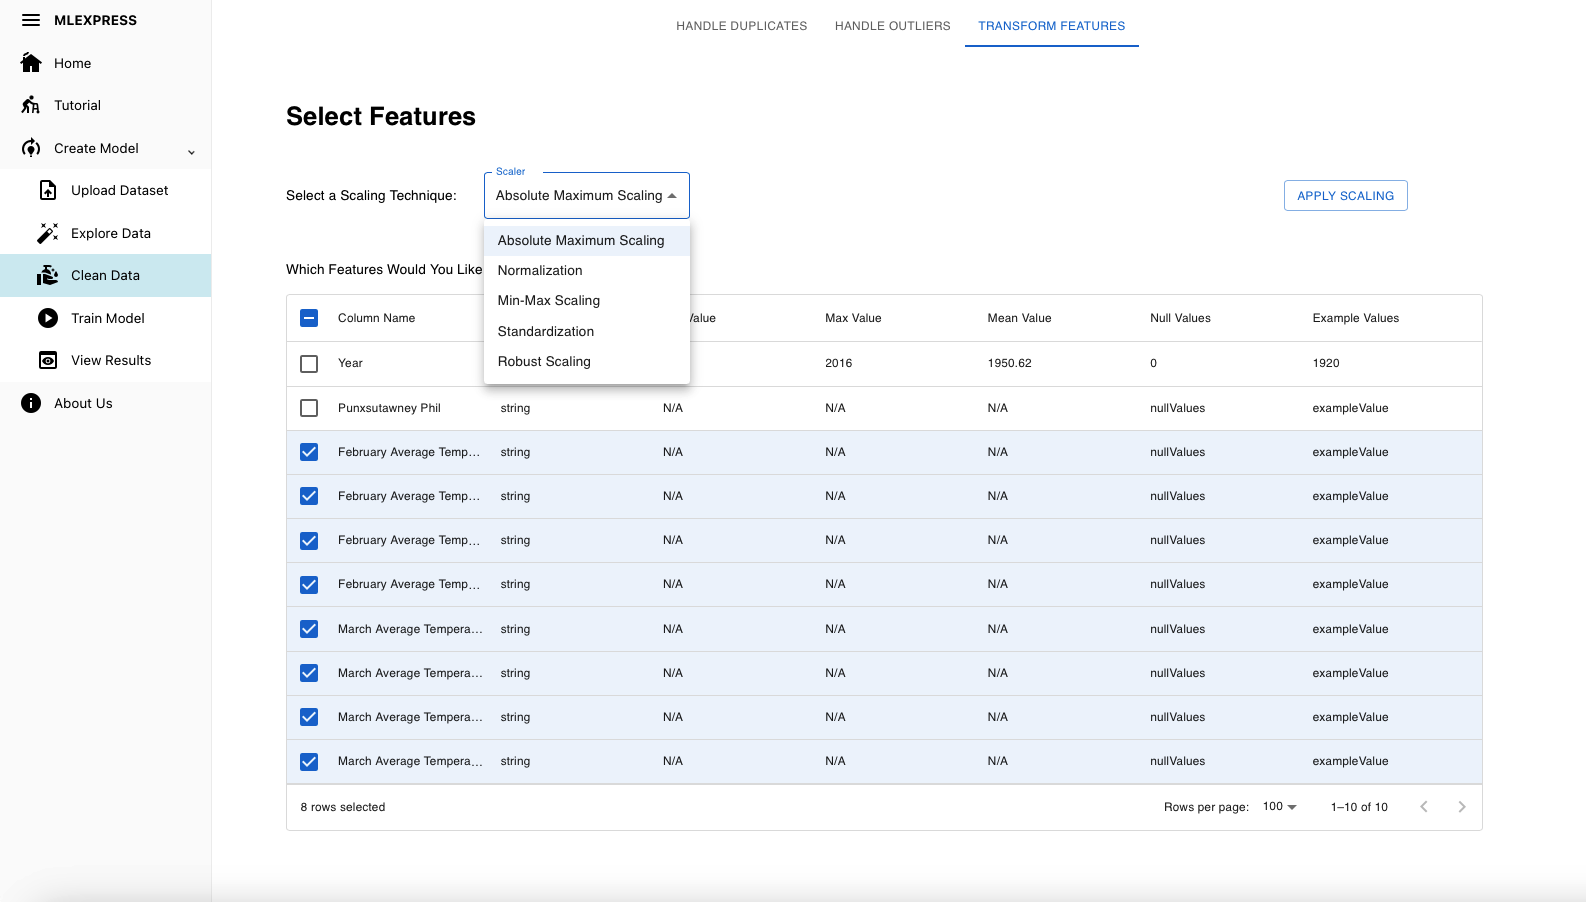 MLEXPRESS
Home
Tutorial
Create Model
Upload Dataset
Explore Data
Clean Data
Train Model
View Results
About Us
HANDLE DUPLICATES HANDLE OUTLIERS TRANSFORM FEATURES
Select Features
Scaler
Select a Scaling Technique: Absolute Maximum Scaling APPLY SCALING
Absolute Maximum Scaling
Normalization
Min-Max Scaling
Standardization
Robust Scaling
Which Features Would You Like
Column Name Value Max Value Mean Value Null Values Example Values
Year 2016 1950.62 0 1920
Punxsutawney Phil string N/A N/A N/A nullValues exampleValue
February Average Temp... string N/A N/A N/A nullValues exampleValue
February Average Temp... string N/A N/A N/A nullValues exampleValue
February Average Temp... string N/A N/A N/A nullValues exampleValue
February Average Temp... string N/A N/A N/A nullValues exampleValue
March Average Tempera... string N/A N/A N/A nullValues exampleValue
March Average Tempera... string N/A N/A N/A nullValues exampleValue
March Average Tempera... string N/A N/A N/A nullValues exampleValue
March Average Tempera... string N/A N/A N/A nullValues exampleValue
8 rows selected Rows per page: 100 1–10 of 10